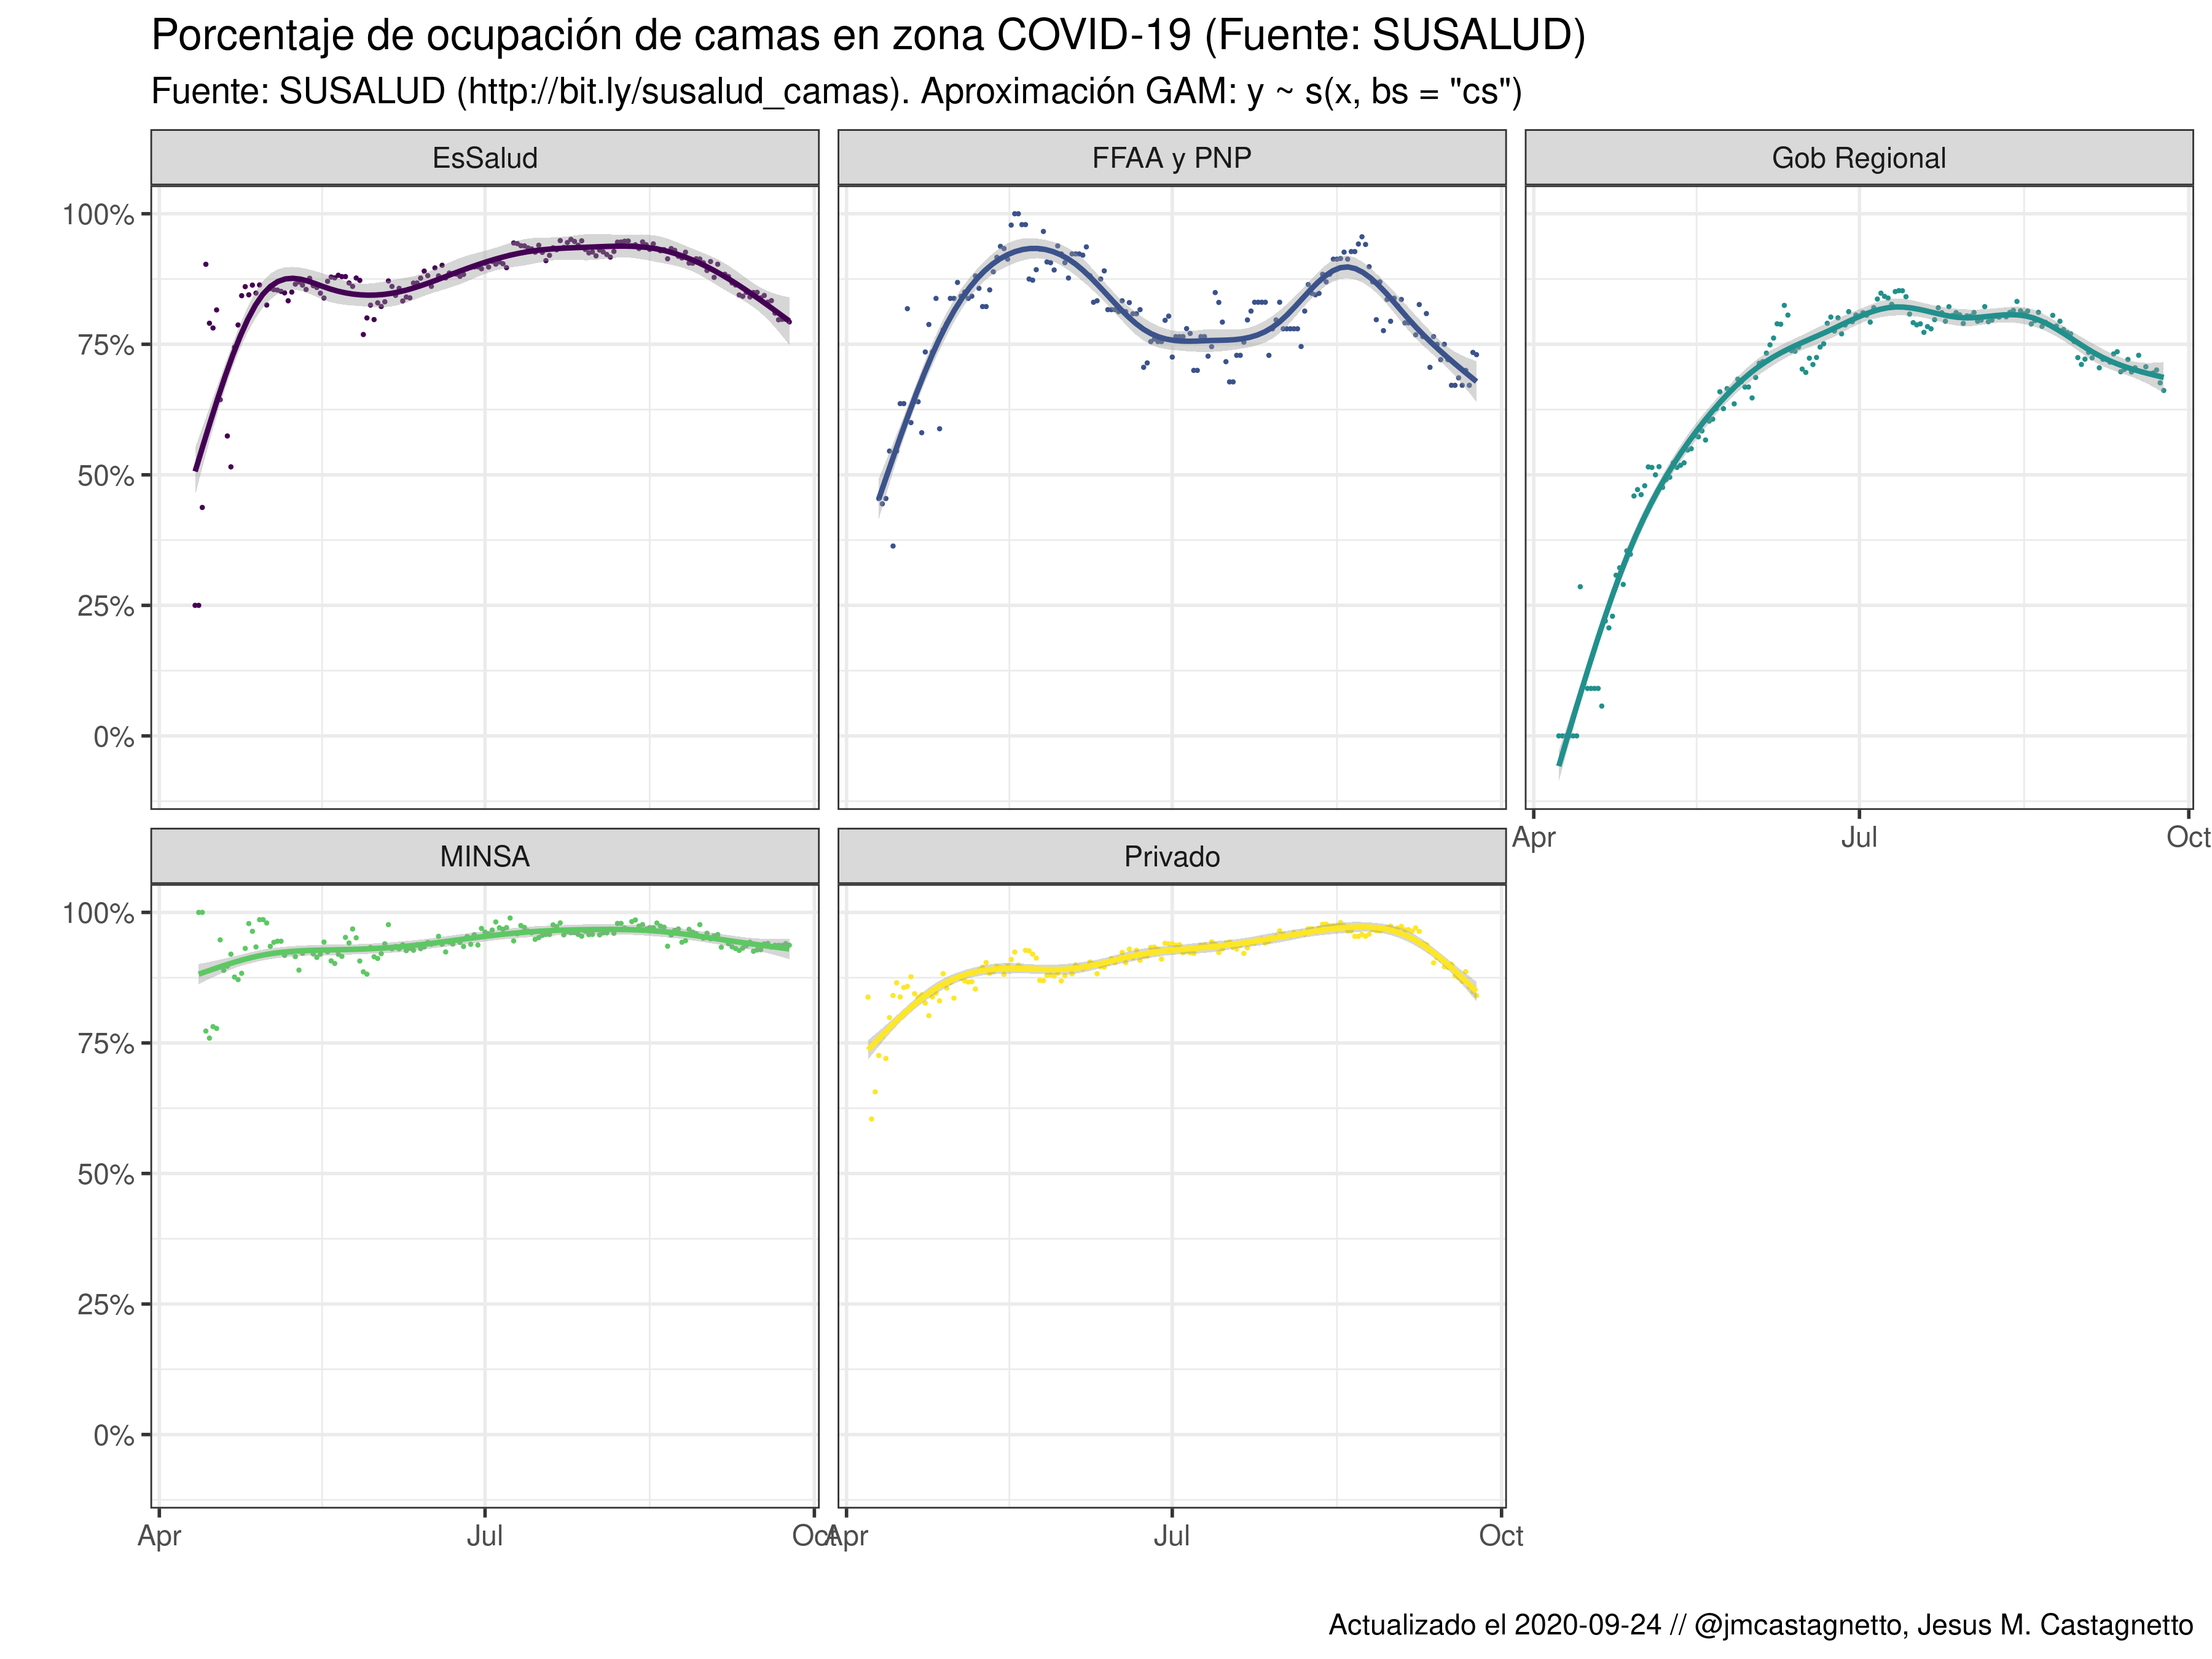 Porcentaje de ocupación de camas en zona COVID-19 (Fuente: SUSALUD)
Fuente: SUSALUD (http://bit.ly/susalud_camas). Aproximación GAM: y ~ s(x, bs = "cs")
EsSalud FFAA y PNP Gob Regional
100%
75%
50%
25%
0%
Apr Jul Oct
MINSA Privado
100%
75%
50%
25%
0%
Apr Jul Oct Apr Jul Oct
Actualizado el 2020-09-24 // @jmcastagnetto, Jesus M. Castagnetto